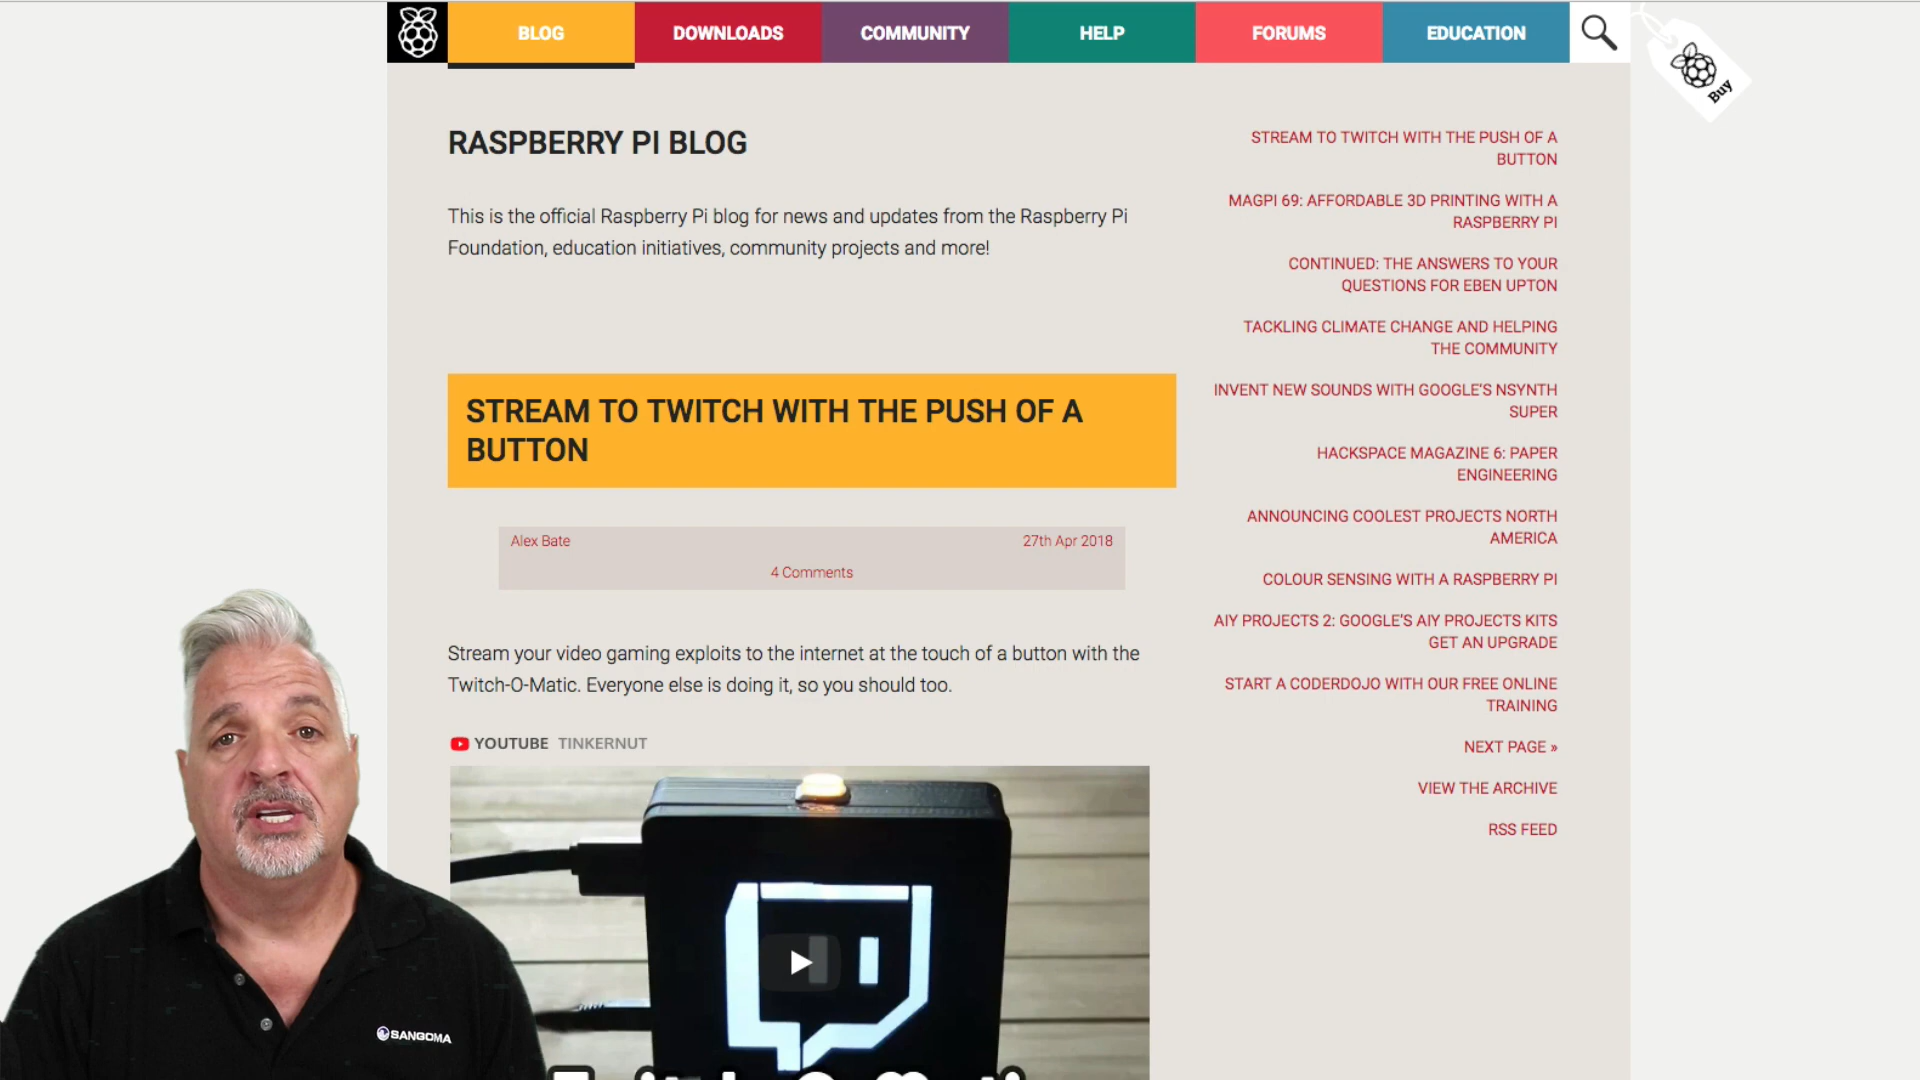 BLOG
DOWNLOADS
COMMUNITY
HELP
FORUMS
EDUCATION
Buy
RASPBERRY PI BLOG
This is the official Raspberry Pi blog for news and updates from the Raspberry Pi
Foundation, education initiatives, community projects and more!
STREAM TO TWITCH WITH THE PUSH OF A
BUTTON
Alex Bate
27th Apr 2018
4 Comments
Stream your video gaming exploits to the internet at the touch of a button with the
Twitch-O-Matic. Everyone else is doing it, so you should too.
YOUTUBE TINKERNUT
SANGOMA
STREAM TO TWITCH WITH THE PUSH OF A
BUTTON
MAGPI 69: AFFORDABLE 3D PRINTING WITH A
RASPBERRY PI
CONTINUED: THE ANSWERS TO YOUR
QUESTIONS FOR EBEN UPTON
TACKLING CLIMATE CHANGE AND HELPING
THE COMMUNITY
INVENT NEW SOUNDS WITH GOOGLE'S NSYNTH
SUPER
HACKSPACE MAGAZINE 6: PAPER
ENGINEERING
ANNOUNCING COOLEST PROJECTS NORTH
AMERICA
COLOUR SENSING WITH A RASPBERRY PI
AIY PROJECTS 2: GOOGLE'S AIY PROJECTS KITS
GET AN UPGRADE
START A CODERDOJO WITH OUR FREE ONLINE
TRAINING
NEXT PAGE »
VIEW THE ARCHIVE
RSS FEED